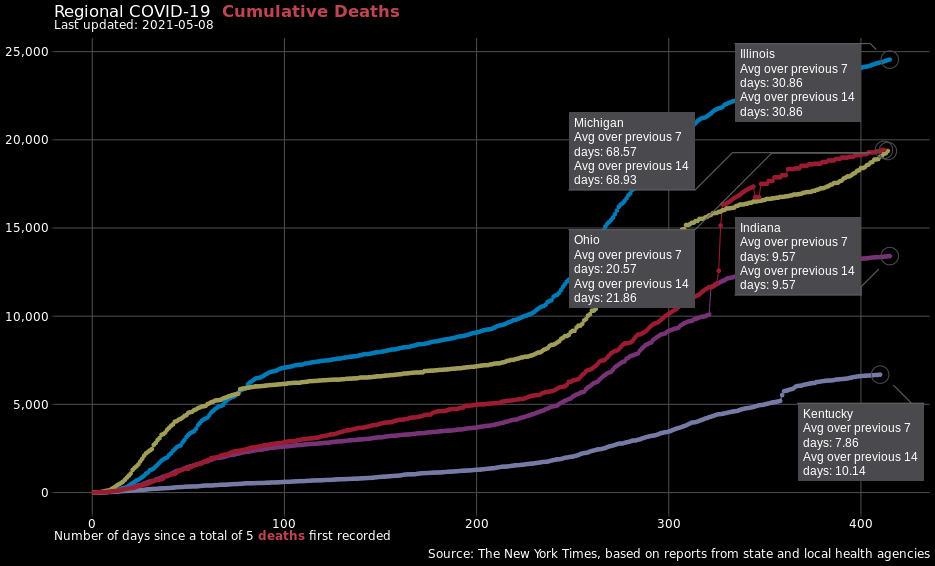 Regional COVID-19 Cumulative Deaths
Last updated: 2021-05-08
25,000
20,000
15,000
10,000
5,000
0
Illinois
Avg over previous 7
days: 30.86
Avg over previous 14
days: 30.86
Michigan
Avg over previous 7
days: 68.57
Avg over previous 14
days: 68.93
Ohio
Avg over previous 7
days: 20.57
Avg over previous 14
days: 21.86
Indiana
Avg over previous 7
days: 9.57
Avg over previous 14
days: 9.57
Kentucky
Avg over previous 7
days: 7.86
Avg over previous 14
days: 10.14
0 100 200 300 400
Number of days since a total of 5 deaths first recorded
Source: The New York Times, based on reports from state and local health agencies